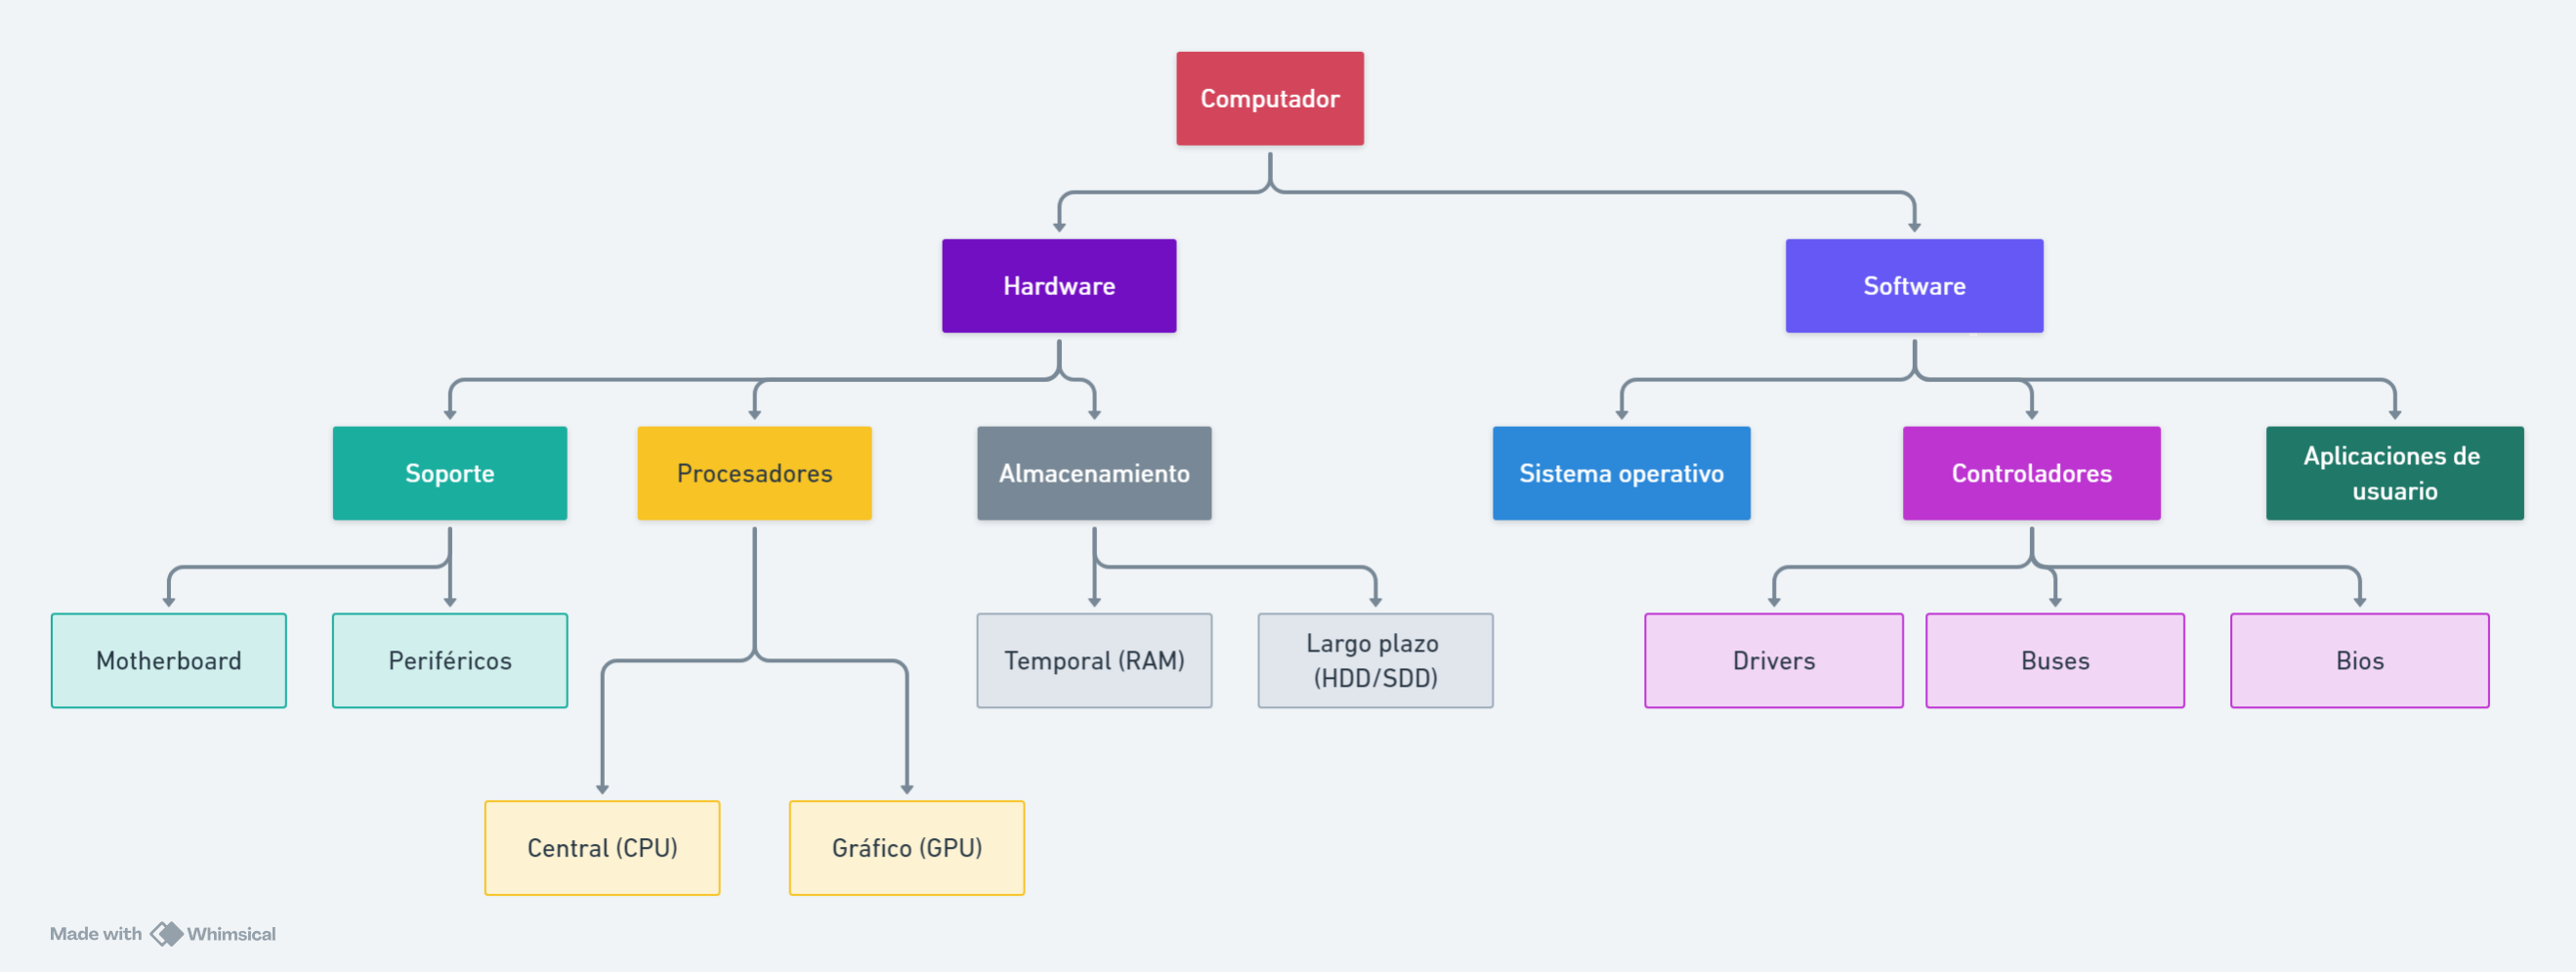 Computador
Hardware
Software
Soporte
Procesadores
Almacenamiento
Sistema operativo
Controladores
Aplicaciones de
usuario
Motherboard
Periféricos
Temporal (RAM)
Largo plazo
(HDD/SDD)
Drivers
Buses
Bios
Central (CPU)
Gráfico (GPU)
Made with Whimsical